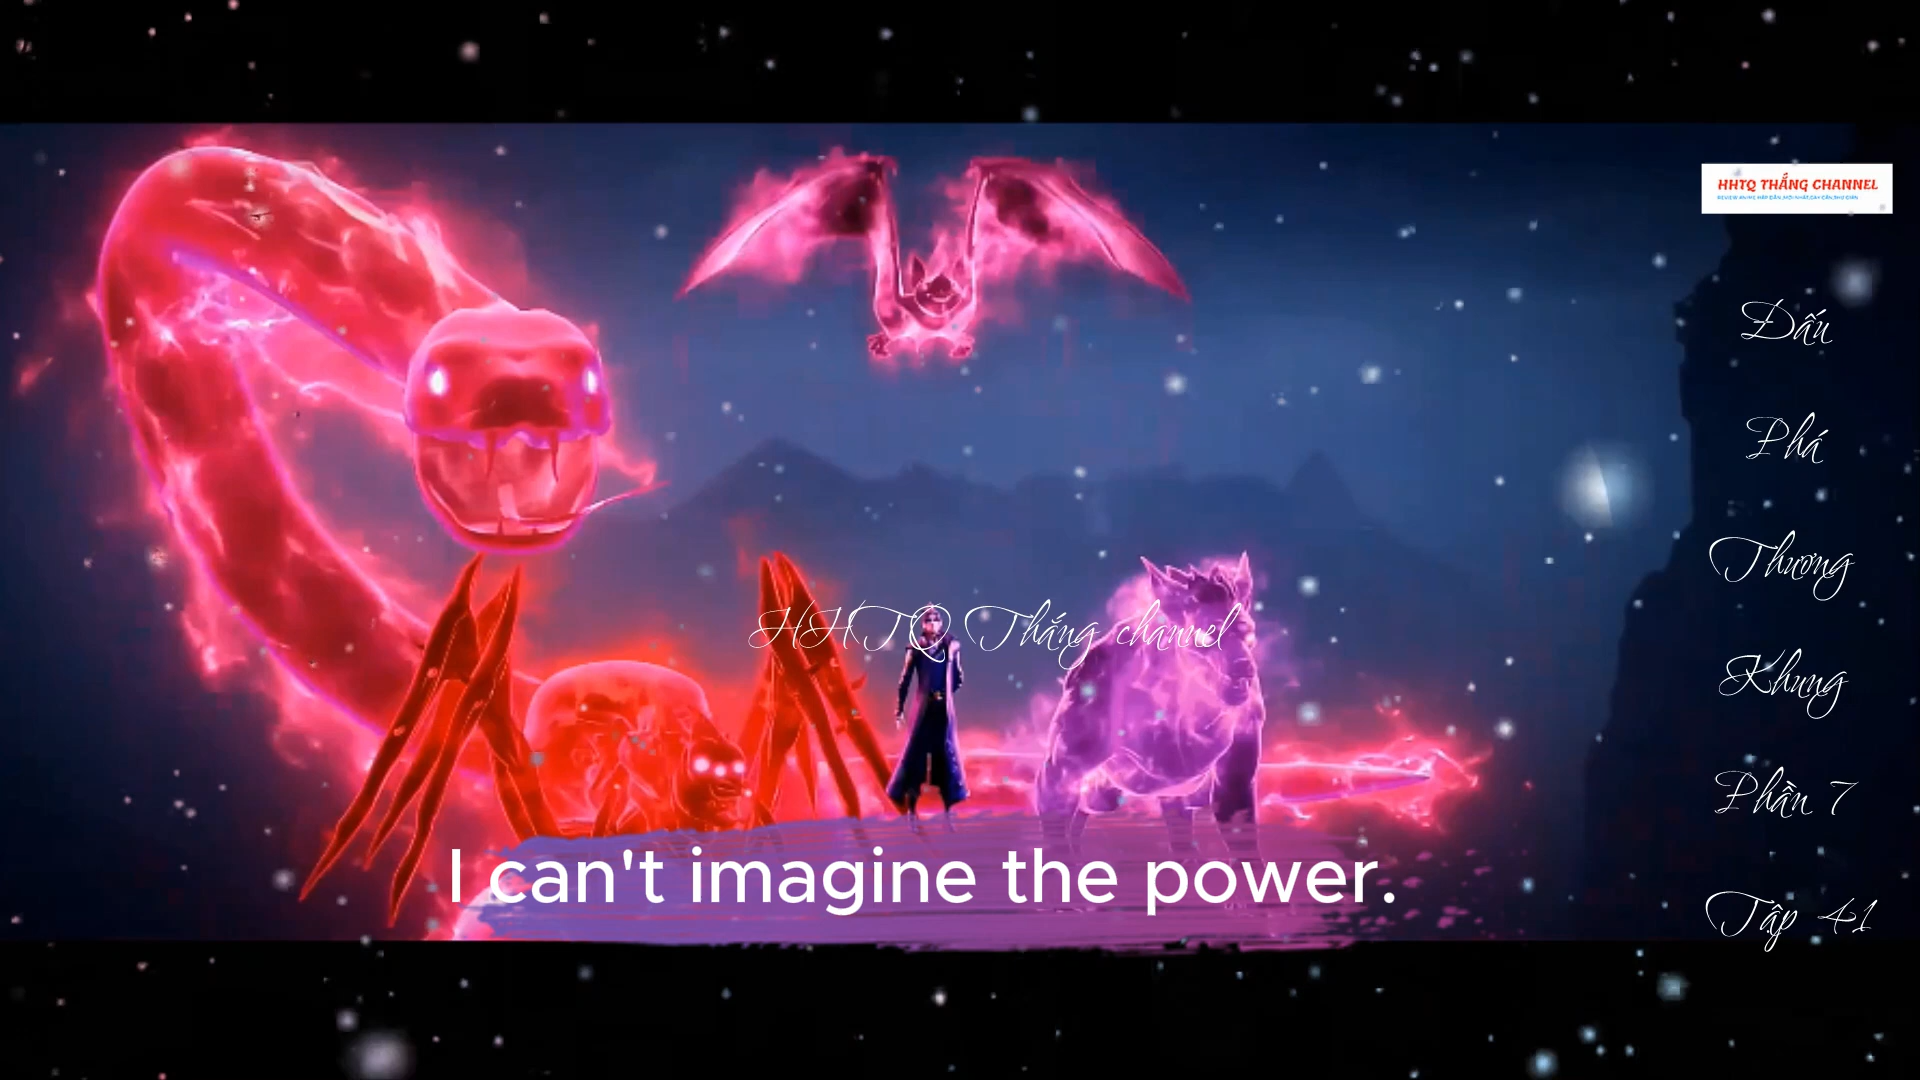 HHTQ THẮNG CHANNEL
Đấu
Phá
Thương
Khung
Phần 7
Tập 41
HHTQ Thắng channel
I can't imagine the power.